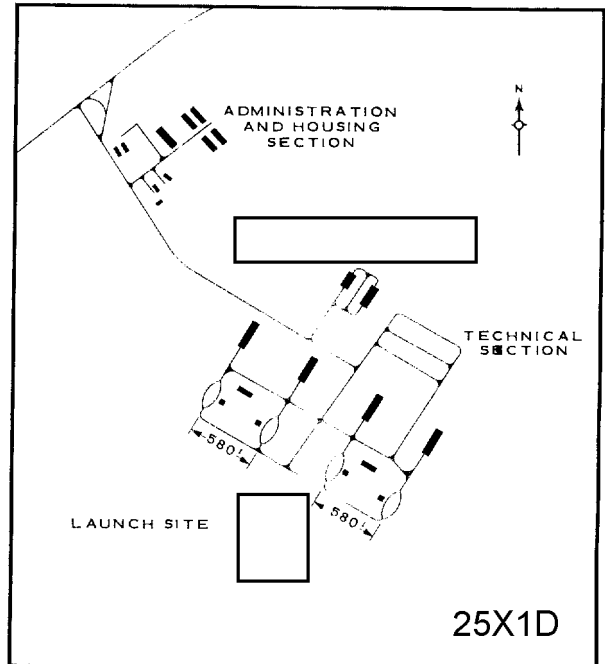 ADMINISTRATION
AND HOUSING
SECTION
N
TECHNICAL
SECTION
580'
580'
LAUNCH SITE
25X1D